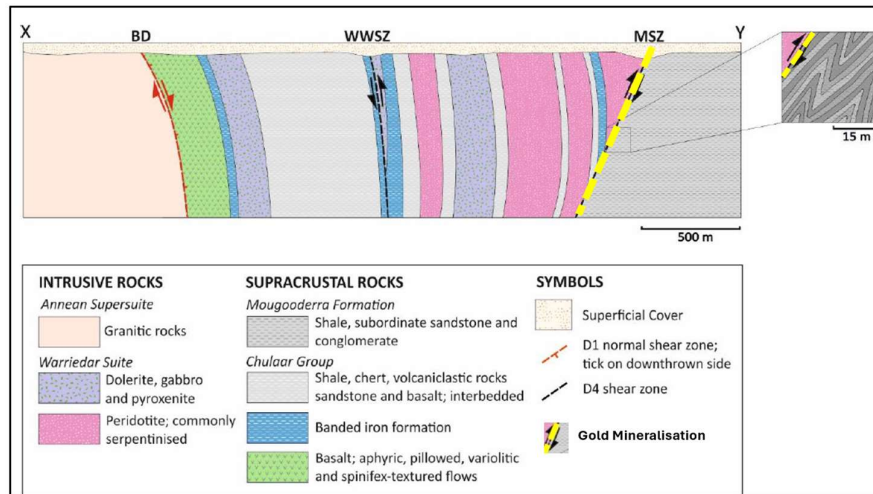 X
BD
WWSZ
MSZ
Y
15 m
500 m
INTRUSIVE ROCKS
Annean Supersuite
Granitic rocks
Warriedar Suite
Dolerite, gabbro
and pyroxenite
Peridotite; commonly
serpentinised
SUPRACRUSTAL ROCKS
Mougooderra Formation
Shale, subordinate sandstone and
conglomerate
Chulaar Group
Shale, chert, volcaniclastic rocks
sandstone and basalt; interbedded
Banded iron formation
Basalt; aphyric, pillowed, variolitic
and spinifex-textured flows
SYMBOLS
Superficial Cover
D1 normal shear zone;
tick on downthrown side
D4 shear zone
Gold Mineralisation